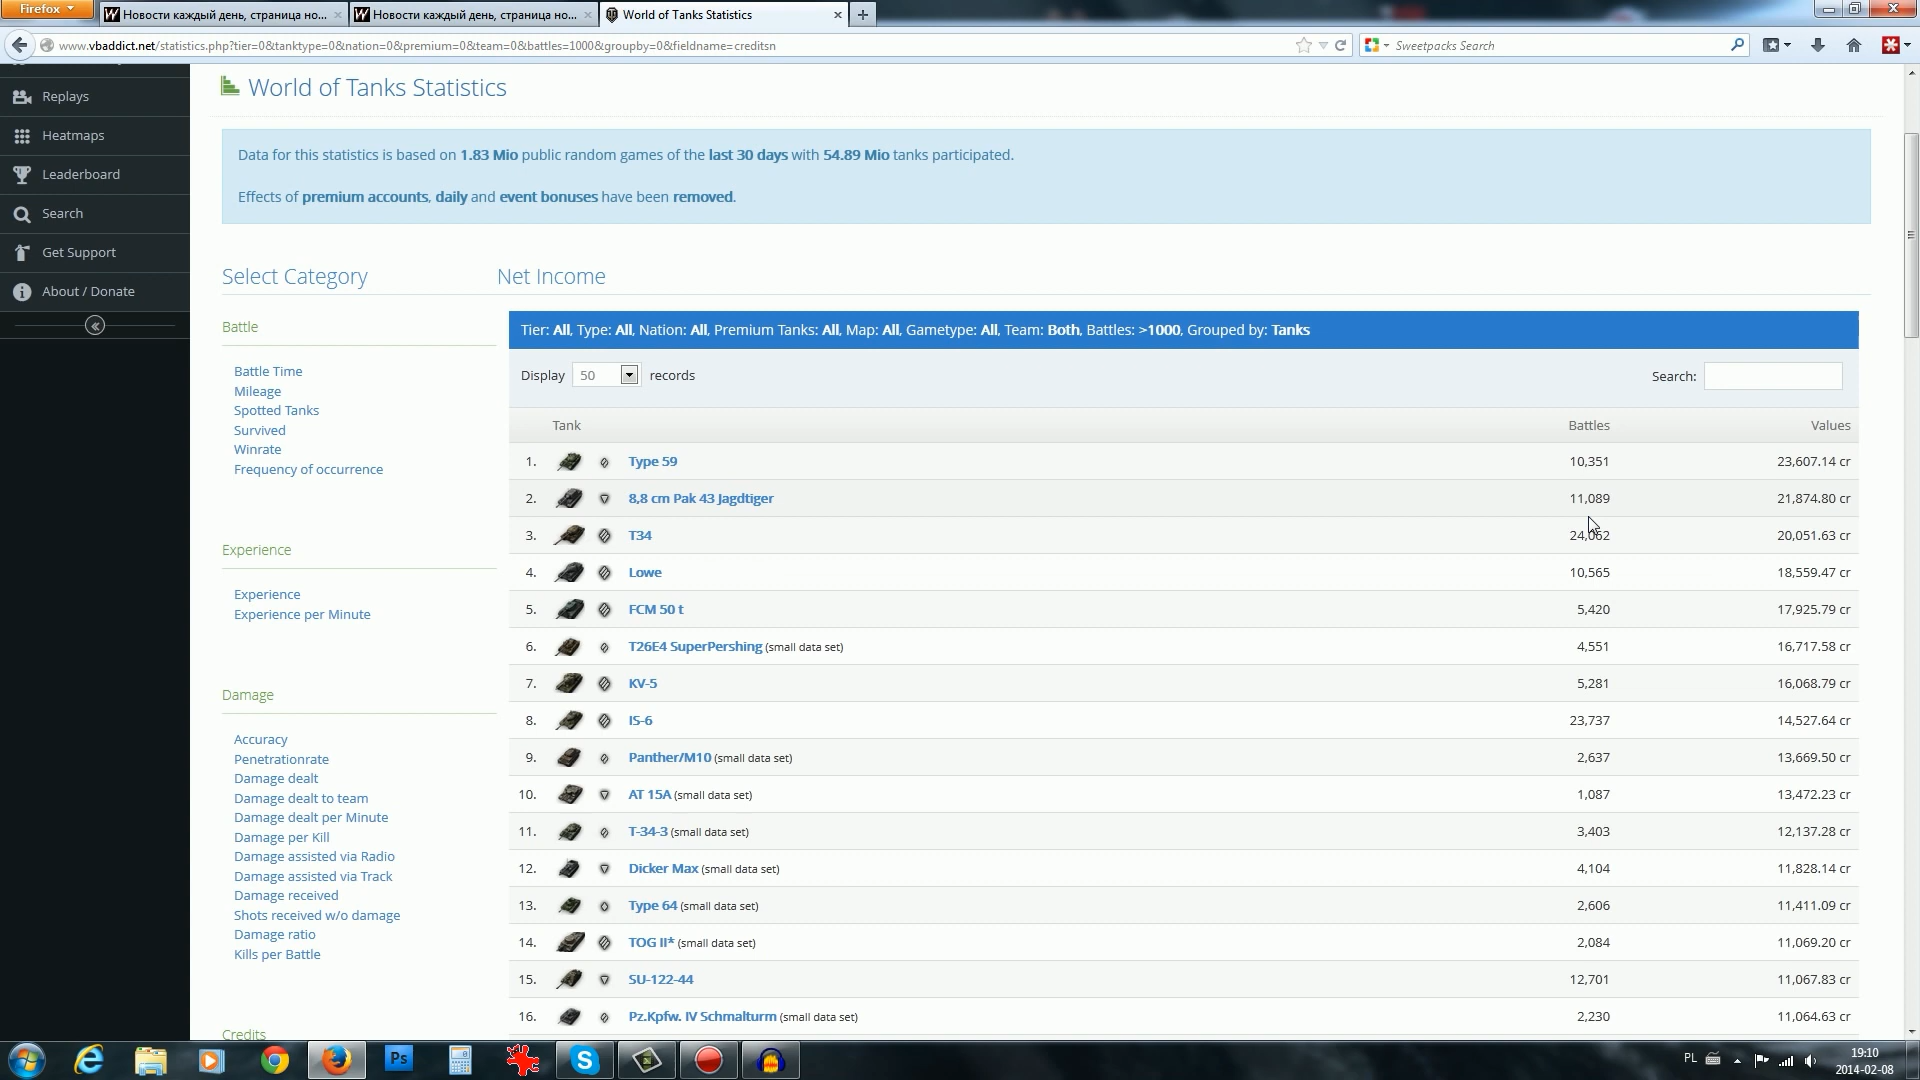 Firefox
Новости каждый день, страница но...
Новости каждый день, страница но...
World of Tanks Statistics
www.vbaddict.net/statistics.php?tier=0&tanktype=0&nation=0&premium=0&team=0&battles=1000&groupby=0&fieldname=creditsn
Sweetpacks Search
Replays
Heatmaps
Leaderboard
Search
Get Support
About / Donate
World of Tanks Statistics
Data for this statistics is based on 1.83 Mio public random games of the last 30 days with 54.89 Mio tanks participated.
Effects of premium accounts, daily and event bonuses have been removed.
Select Category
Battle
Battle Time
Mileage
Spotted Tanks
Survived
Winrate
Frequency of occurrence
Experience
Experience
Experience per Minute
Damage
Accuracy
Penetrationrate
Damage dealt
Damage dealt to team
Damage dealt per Minute
Damage per Kill
Damage assisted via Radio
Damage assisted via Track
Damage received
Shots received w/o damage
Damage ratio
Kills per Battle
Credits
Net Income
Tier: All, Type: All, Nation: All, Premium Tanks: All, Map: All, Gametype: All, Team: Both, Battles: >1000, Grouped by: Tanks
Display 50 records Search:
Tank Battles Values
1. Type 59 10,351 23,607.14 cr
2. 8,8 cm Pak 43 Jagdtiger 11,089 21,874.80 cr
3. T34 24,062 20,051.63 cr
4. Lowe 10,565 18,559.47 cr
5. FCM 50 t 5,420 17,925.79 cr
6. T26E4 SuperPershing (small data set) 4,551 16,717.58 cr
7. KV-5 5,281 16,068.79 cr
8. IS-6 23,737 14,527.64 cr
9. Panther/M10 (small data set) 2,637 13,669.50 cr
10. AT 15A (small data set) 1,087 13,472.23 cr
11. T-34-3 (small data set) 3,403 12,137.28 cr
12. Dicker Max (small data set) 4,104 11,828.14 cr
13. Type 64 (small data set) 2,606 11,411.09 cr
14. TOG II* (small data set) 2,084 11,069.20 cr
15. SU-122-44 12,701 11,067.83 cr
16. Pz.Kpfw. IV Schmalturm (small data set) 2,230 11,064.63 cr
Ps
PL
19:10
2014-02-08